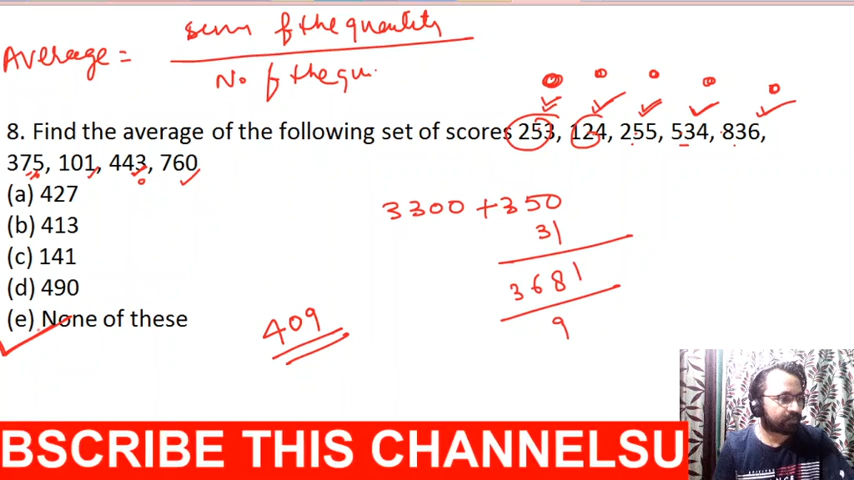 Average = sum of the quantity
No of the qu
8. Find the average of the following set of scores 253, 124, 255, 534, 836,
375, 101, 443, 760
(a) 427
(b) 413
(c) 141
(d) 490
(e) None of these
3300 + 350
31
3681
9
409
BSCRIBE THIS CHANNELSU